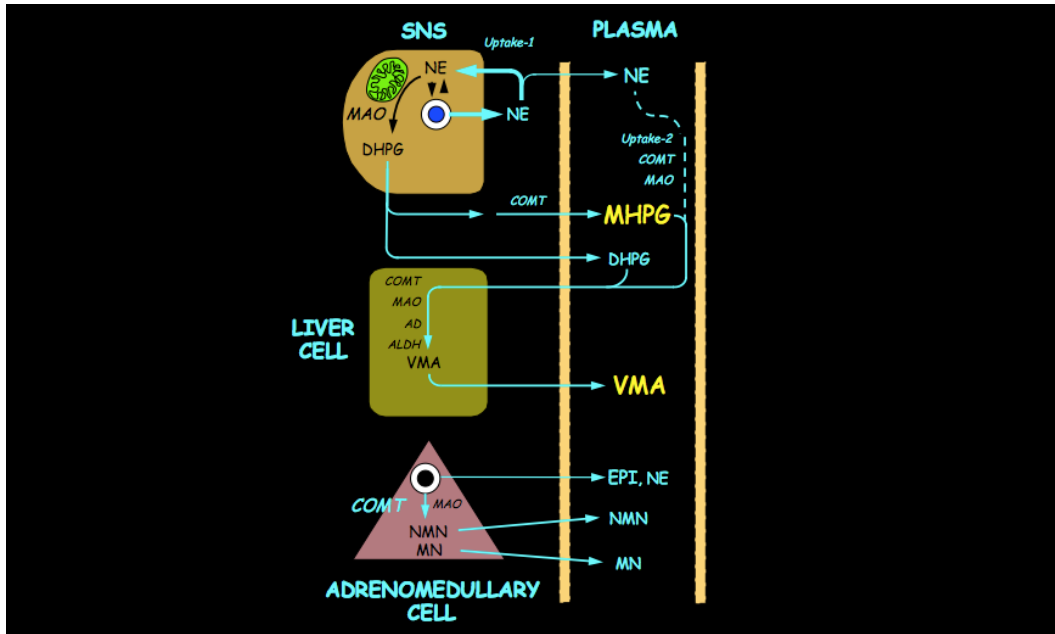 SNS
PLASMA
Uptake-1
NE
NE
NE
MAO
DHPG
Uptake-2
COMT
MAO
COMT
MHPG
DHPG
COMT
MAO
AD
ALDH
VMA
LIVER
CELL
VMA
EPI, NE
COMT
MAO
NMN
NMN
MN
MN
ADRENOMEDULLARY
CELL